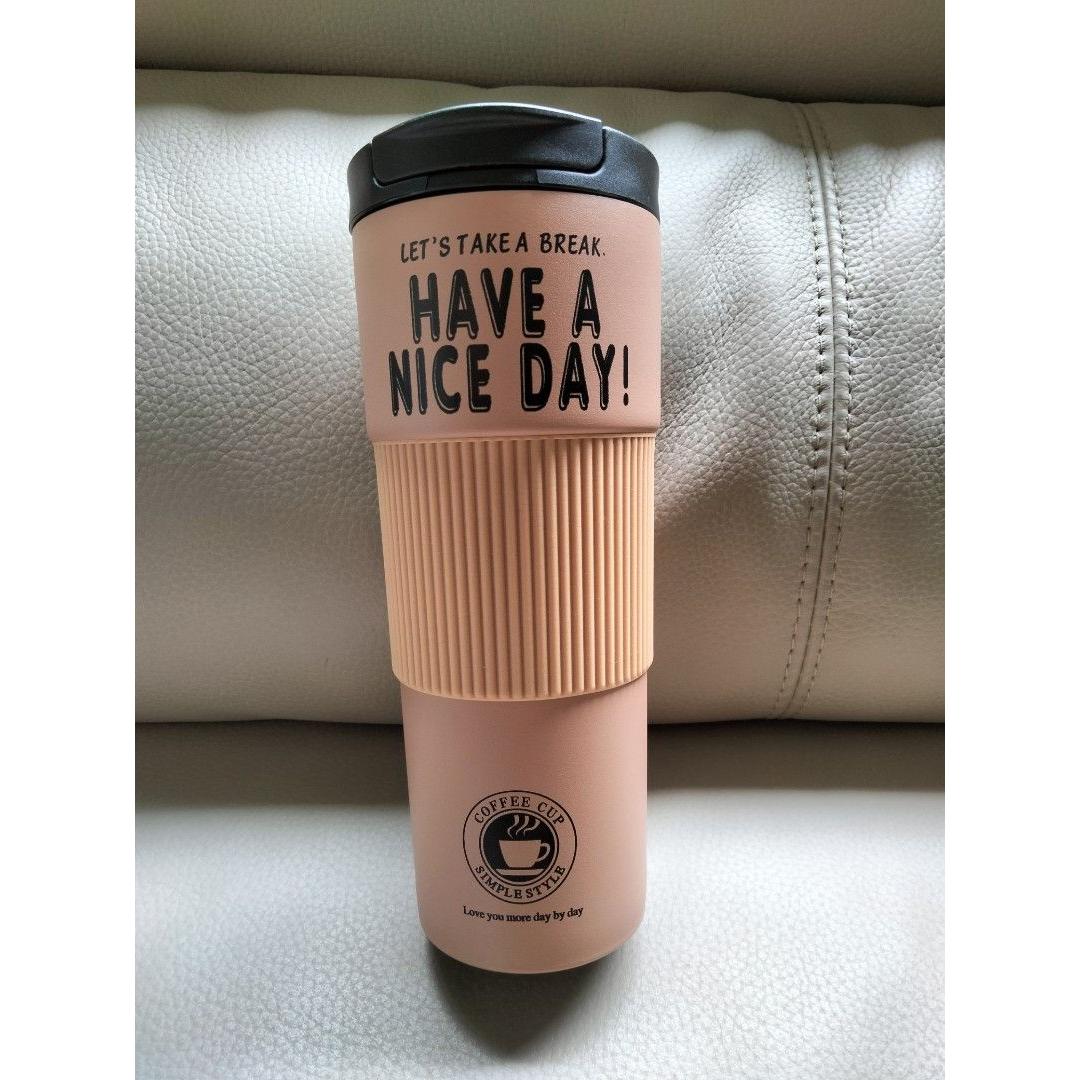 LET'S TAKE A BREAK.
HAVE A
NICE DAY!
COFFEE CUP
SIMPLE STYLE
Love you more day by day